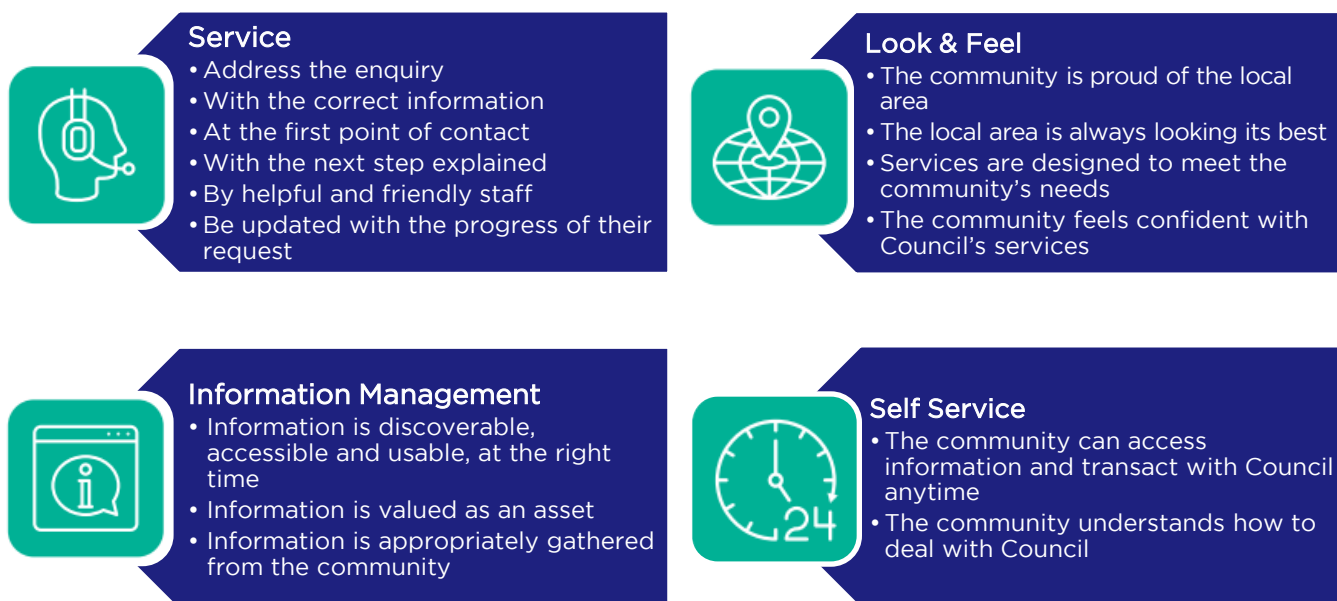 Service
• Address the enquiry
• With the correct information
• At the first point of contact
• With the next step explained
• By helpful and friendly staff
• Be updated with the progress of their
request
Look & Feel
• The community is proud of the local
area
• The local area is always looking its best
• Services are designed to meet the
community's needs
• The community feels confident with
Council's services
Information Management
• Information is discoverable,
accessible and usable, at the right
time
• Information is valued as an asset
• Information is appropriately gathered
from the community
24
Self Service
• The community can access
information and transact with Council
anytime
• The community understands how to
deal with Council